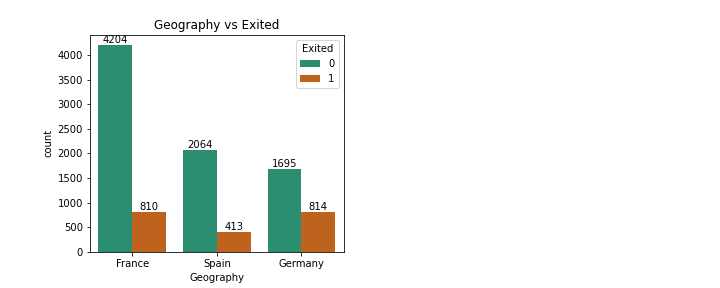 Geography vs Exited
4204
4000
3500
3000
2500
2000
1500
1000
500
0
count
810
2064
413
1695
814
Exited
0
1
France
Spain
Germany
Geography